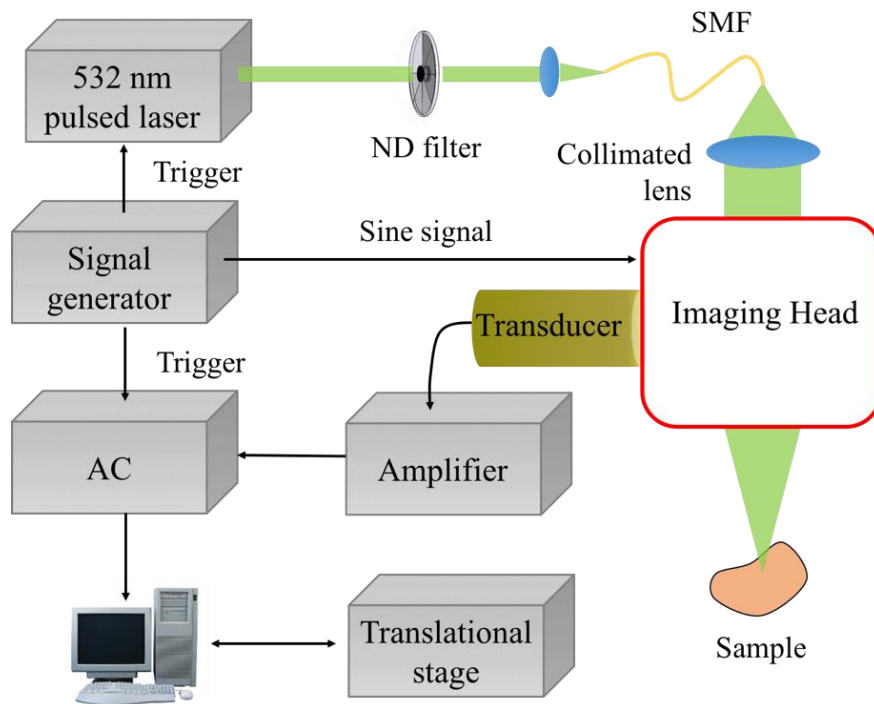 SMF
532 nm
pulsed laser
ND filter
Collimated
lens
Trigger
Signal
generator
Sine signal
Transducer
Imaging Head
Trigger
AC
Amplifier
Translational
stage
Sample